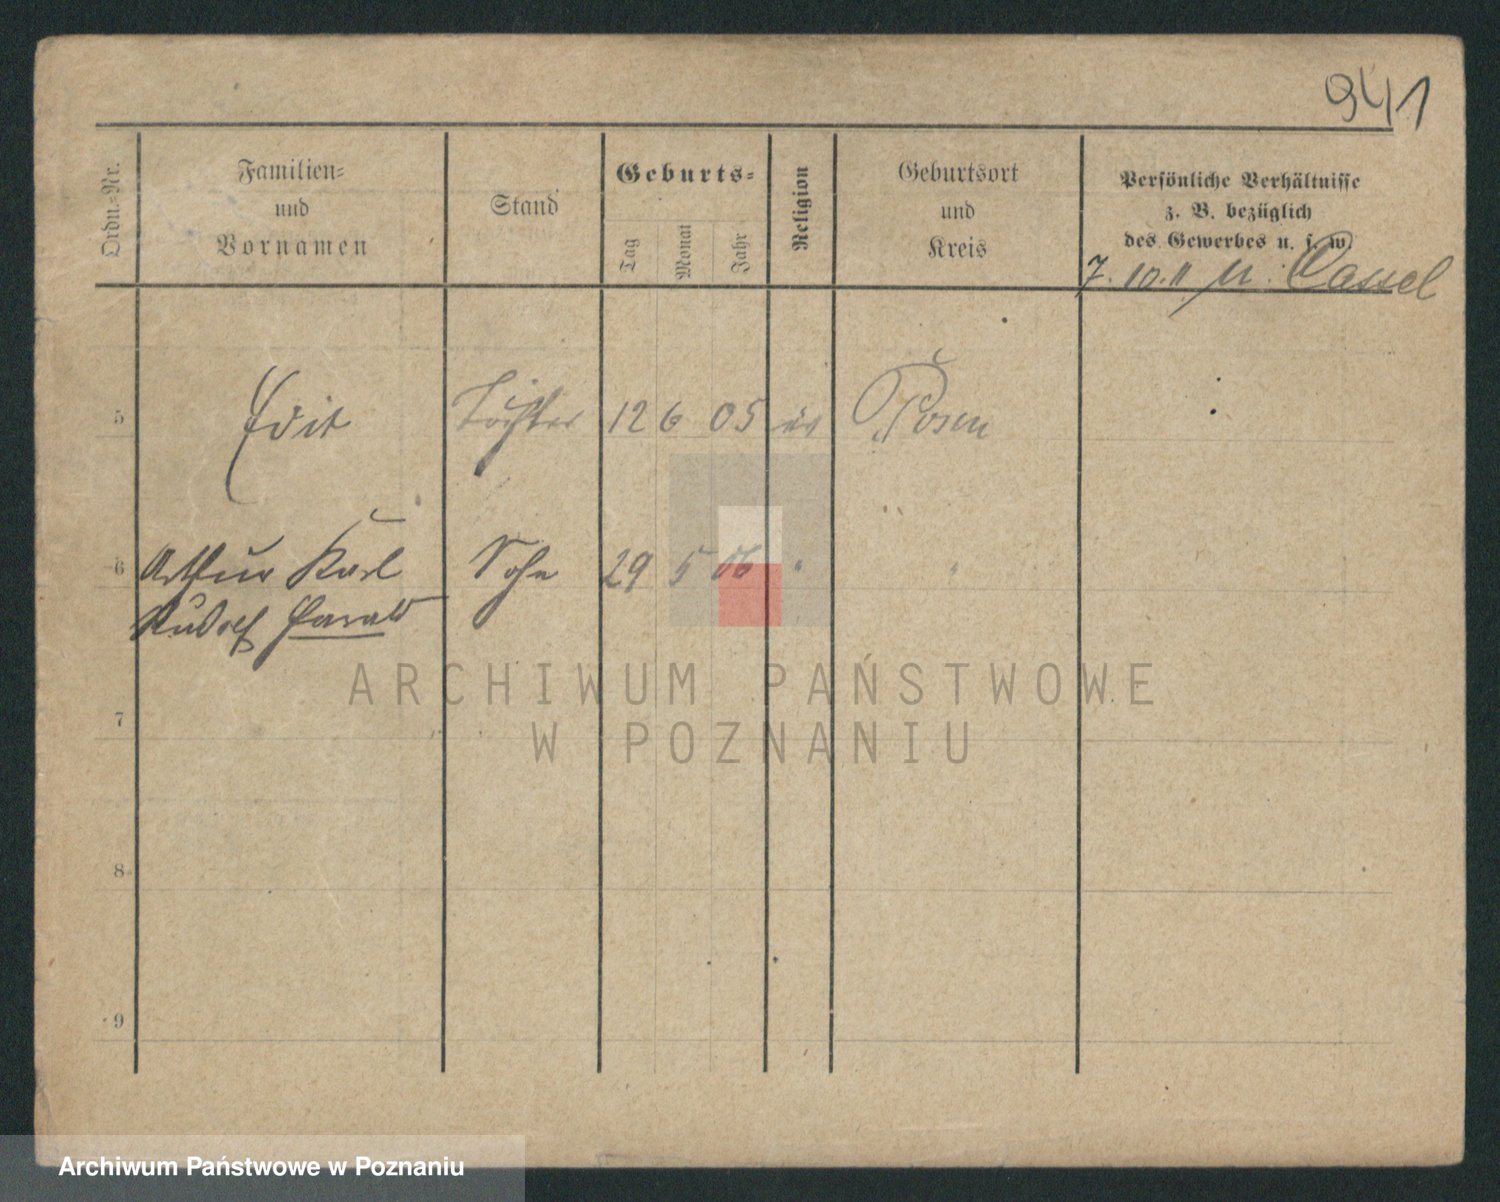 941
Ordn.-Nr.
Familien-
und
Vornamen
Stand
Geburts-
Tag
Monat
Jahr
Religion
Geburtsort
und
Kreis
Persönliche Verhältnisse
z. B. bezüglich
des Gewerbes u. s. w.
7. 10. 11 n. Cassel
5 Edit Tochter 12 6 05 Posen
6 Arthur Karl Sohn 29 5 06 " "
Rudolf Harald
ARCHIWUM PAŃSTWOWE
W POZNANIU
7
8
9
Archiwum Państwowe w Poznaniu